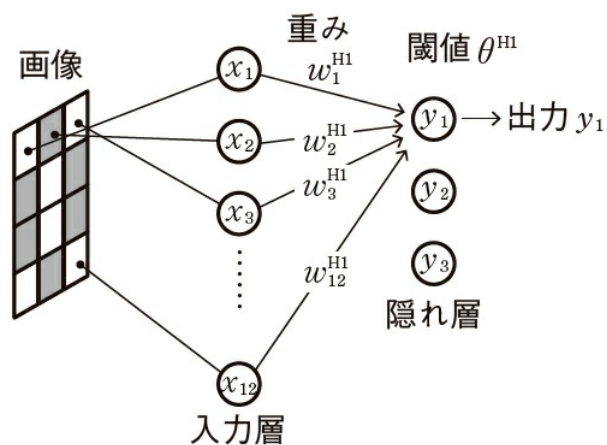 画像
重み
閾値 θ^H1
x₁
w₁^H1
y₁
出力 y₁
x₂
w₂^H1
y₂
x₃
w₃^H1
y₃
w₁₂^H1
隠れ層
x₁₂
入力層